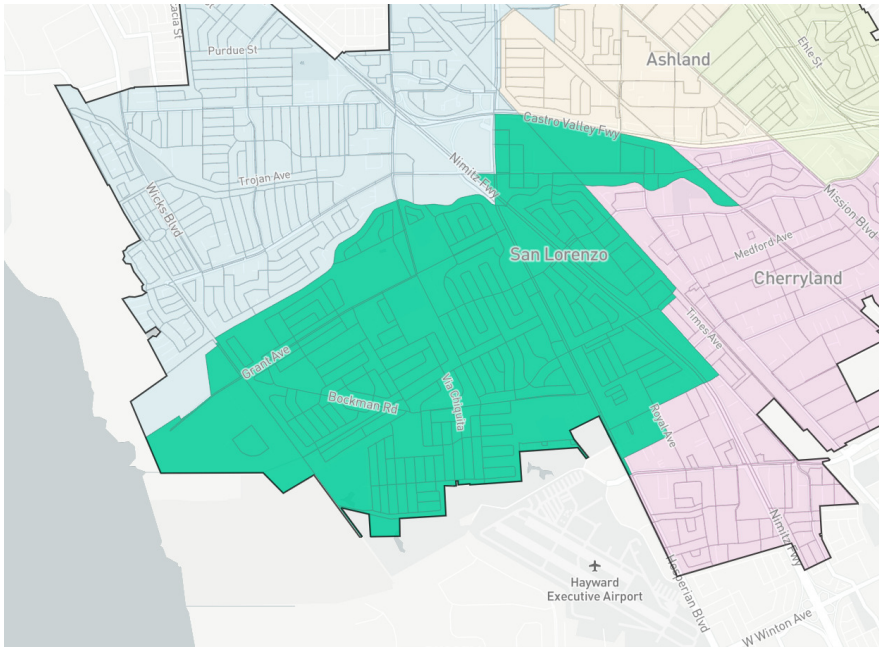 acia St
Purdue St
Ashland
Ehle St
Castro Valley Fwy
Nimitz Fwy
Trojan Ave
Wicks Blvd
Mission Blvd
Medford Ave
San Lorenzo
Cherryland
Times Ave
Grant Ave
Bockman Rd
Via Chiquita
Royal Ave
Nimitz Fwy
Hayward
Executive Airport
Hesperian Blvd
W Winton Ave